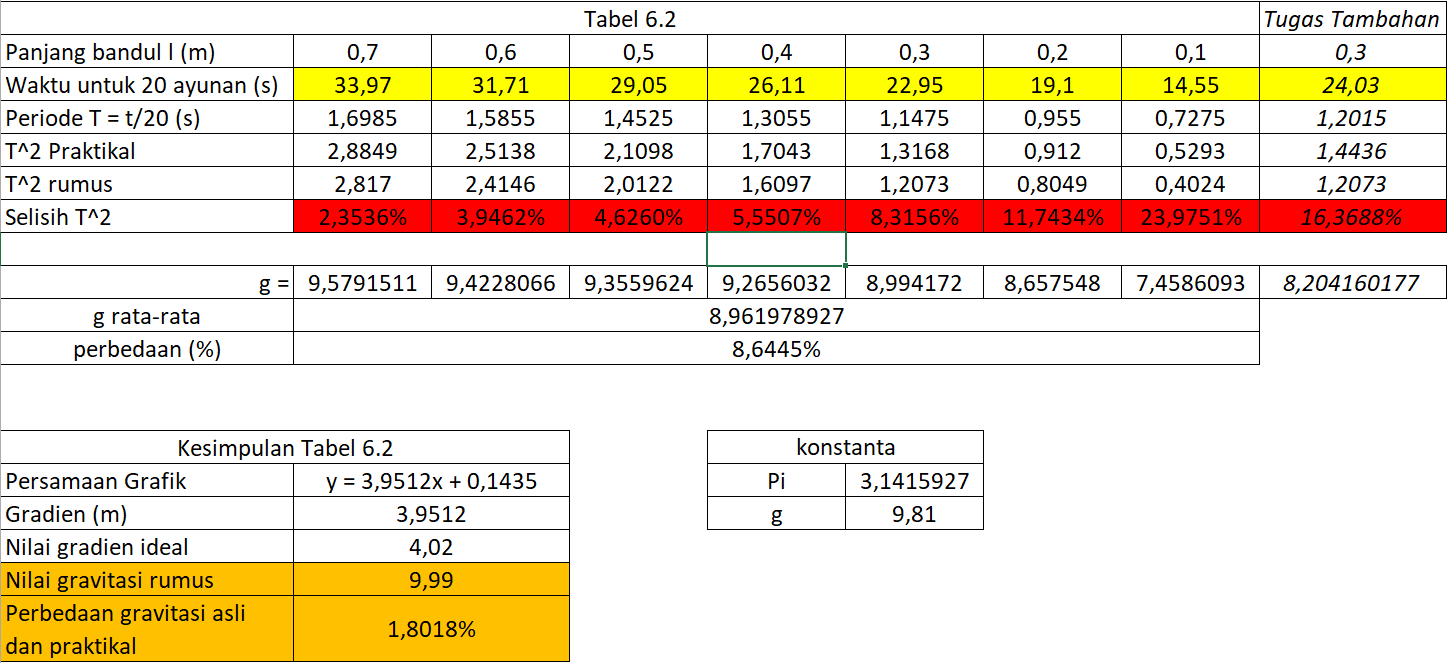 Tabel 6.2 Tugas Tambahan
Panjang bandul l (m) 0,7 0,6 0,5 0,4 0,3 0,2 0,1 0,3
Waktu untuk 20 ayunan (s) 33,97 31,71 29,05 26,11 22,95 19,1 14,55 24,03
Periode T = t/20 (s) 1,6985 1,5855 1,4525 1,3055 1,1475 0,955 0,7275 1,2015
T^2 Praktikal 2,8849 2,5138 2,1098 1,7043 1,3168 0,912 0,5293 1,4436
T^2 rumus 2,817 2,4146 2,0122 1,6097 1,2073 0,8049 0,4024 1,2073
Selisih T^2 2,3536% 3,9462% 4,6260% 5,5507% 8,3156% 11,7434% 23,9751% 16,3688%
g = 9,5791511 9,4228066 9,3559624 9,2656032 8,994172 8,657548 7,4586093 8,204160177
g rata-rata 8,961978927
perbedaan (%) 8,6445%
Kesimpulan Tabel 6.2
Persamaan Grafik y = 3,9512x + 0,1435
Gradien (m) 3,9512
Nilai gradien ideal 4,02
Nilai gravitasi rumus 9,99
Perbedaan gravitasi asli
dan praktikal 1,8018%
konstanta
Pi 3,1415927
g 9,81